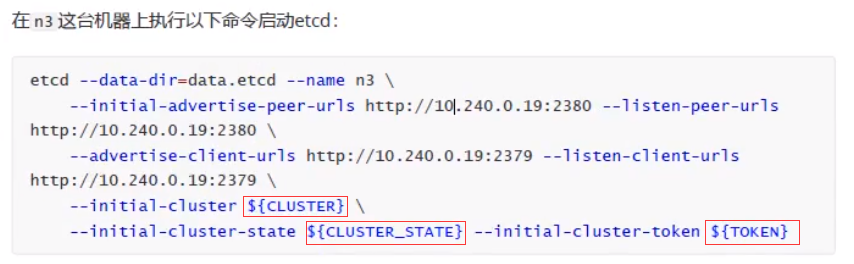 在 n3 这台机器上执行以下命令启动etcd：
etcd --data-dir=data.etcd --name n3 \
--initial-advertise-peer-urls http://10.240.0.19:2380 --listen-peer-urls
http://10.240.0.19:2380 \
--advertise-client-urls http://10.240.0.19:2379 --listen-client-urls
http://10.240.0.19:2379 \
--initial-cluster ${CLUSTER} \
--initial-cluster-state ${CLUSTER_STATE} --initial-cluster-token ${TOKEN}